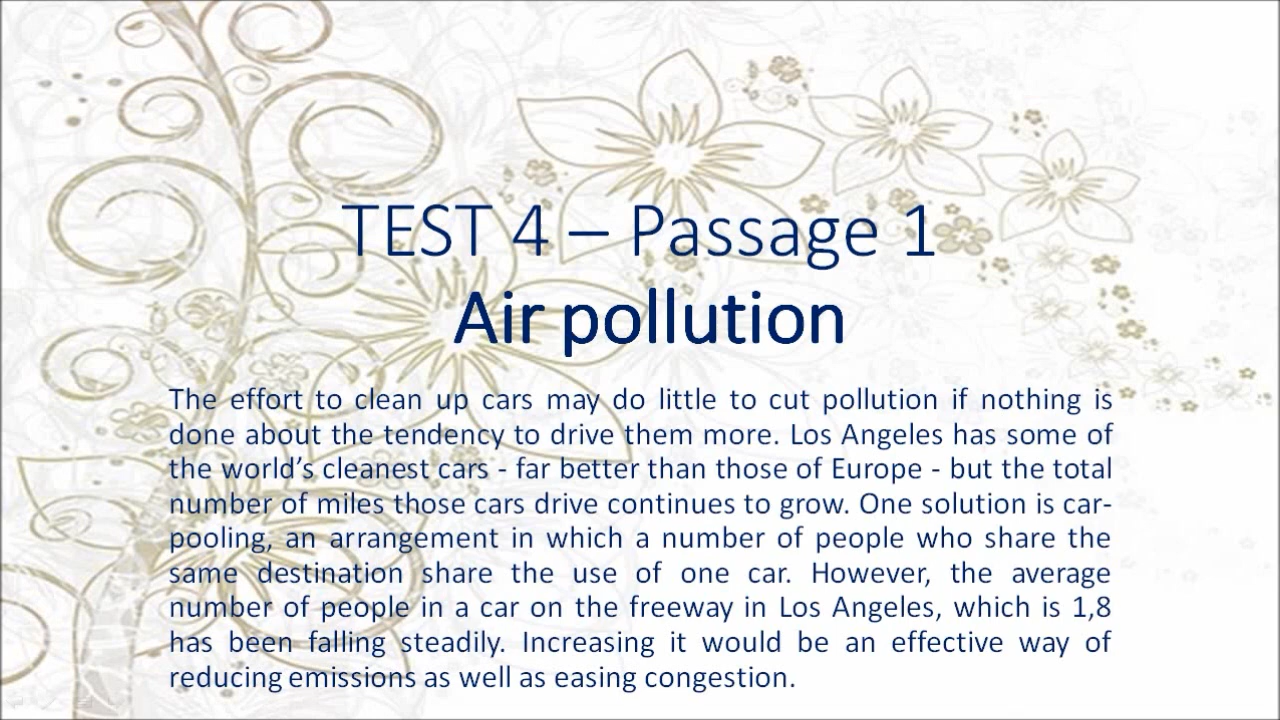 TEST 4 – Passage 1
Air pollution
The effort to clean up cars may do little to cut pollution if nothing is
done about the tendency to drive them more. Los Angeles has some of
the world’s cleanest cars - far better than those of Europe - but the total
number of miles those cars drive continues to grow. One solution is car-
pooling, an arrangement in which a number of people who share the
same destination share the use of one car. However, the average
number of people in a car on the freeway in Los Angeles, which is 1,8
has been falling steadily. Increasing it would be an effective way of
reducing emissions as well as easing congestion.